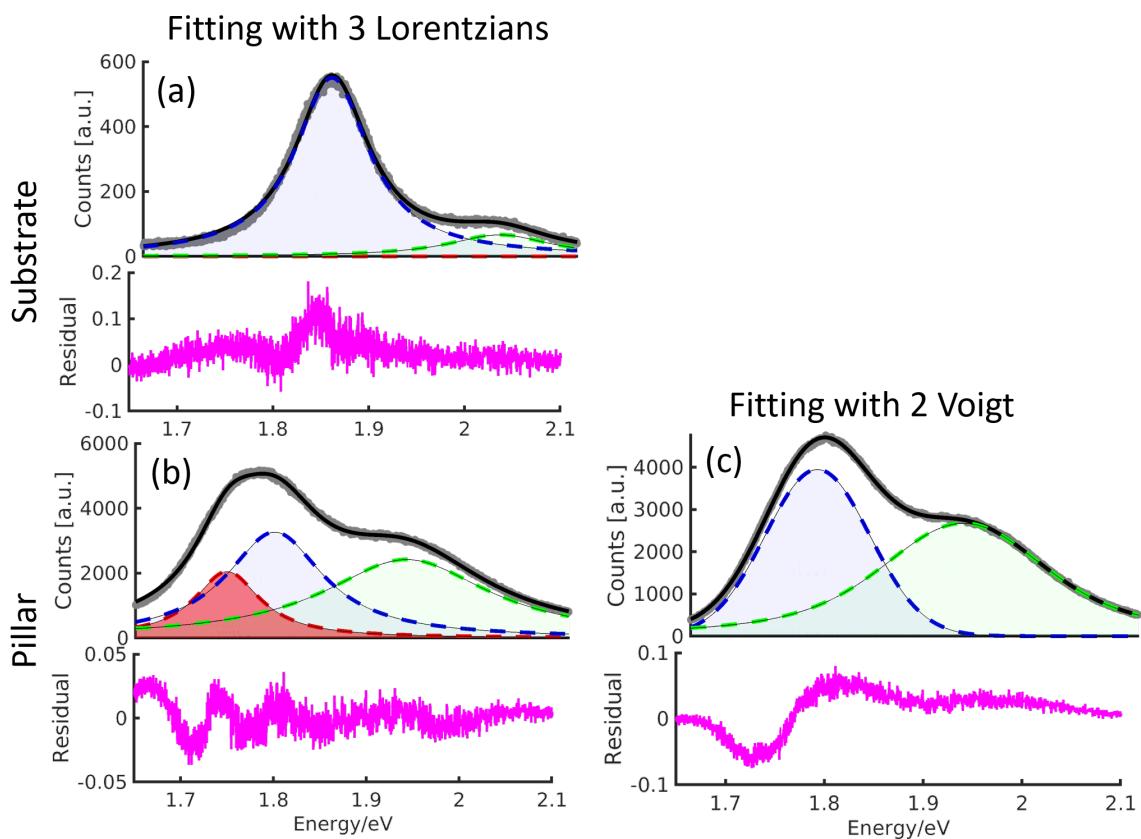 Fitting with 3 Lorentzians
Substrate
(a)
Counts [a.u.]
600
400
200
0
Residual
0.2
0.1
0
-0.1
1.7
1.8
1.9
2
2.1
Pillar
(b)
Counts [a.u.]
6000
4000
2000
0
Residual
0.05
0
-0.05
1.7
1.8
1.9
2
2.1
Energy/eV
Fitting with 2 Voigt
(c)
Counts [a.u.]
4000
3000
2000
1000
0
Residual
0.1
0
-0.1
1.7
1.8
1.9
2
2.1
Energy/eV